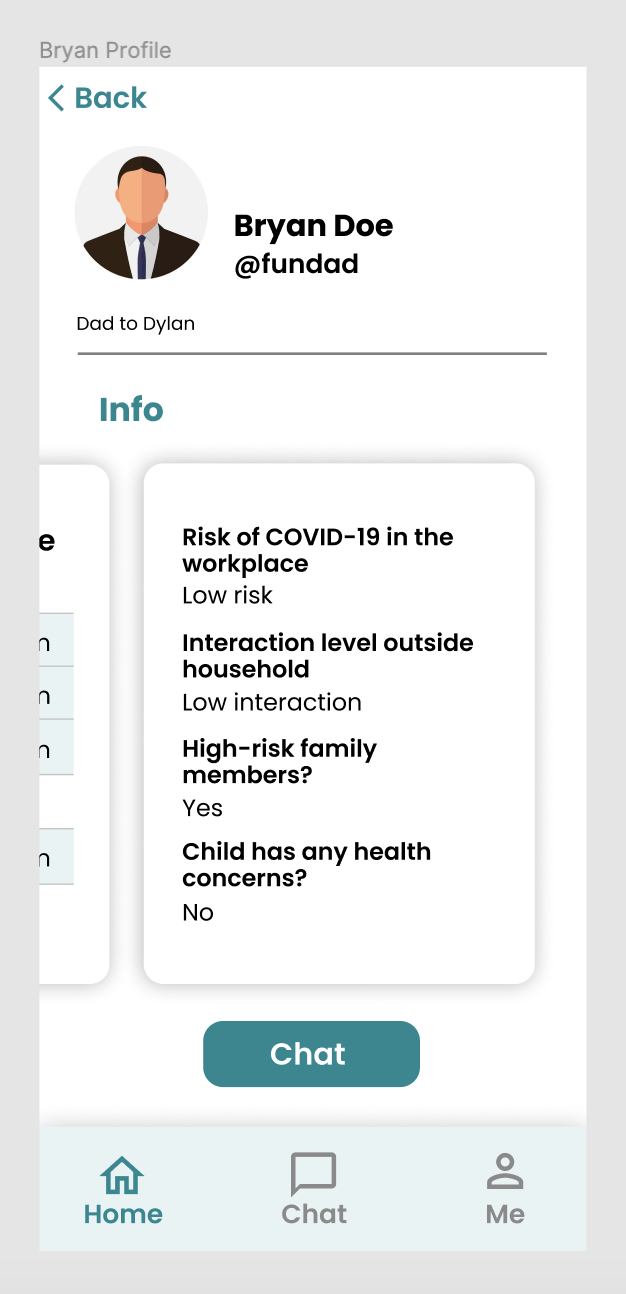 Bryan Profile
Back
Bryan Doe
@fundad
Dad to Dylan
Info
Risk of COVID-19 in the
workplace
Low risk
Interaction level outside
household
Low interaction
High-risk family
members?
Yes
Child has any health
concerns?
No
Chat
Home
Chat
Me